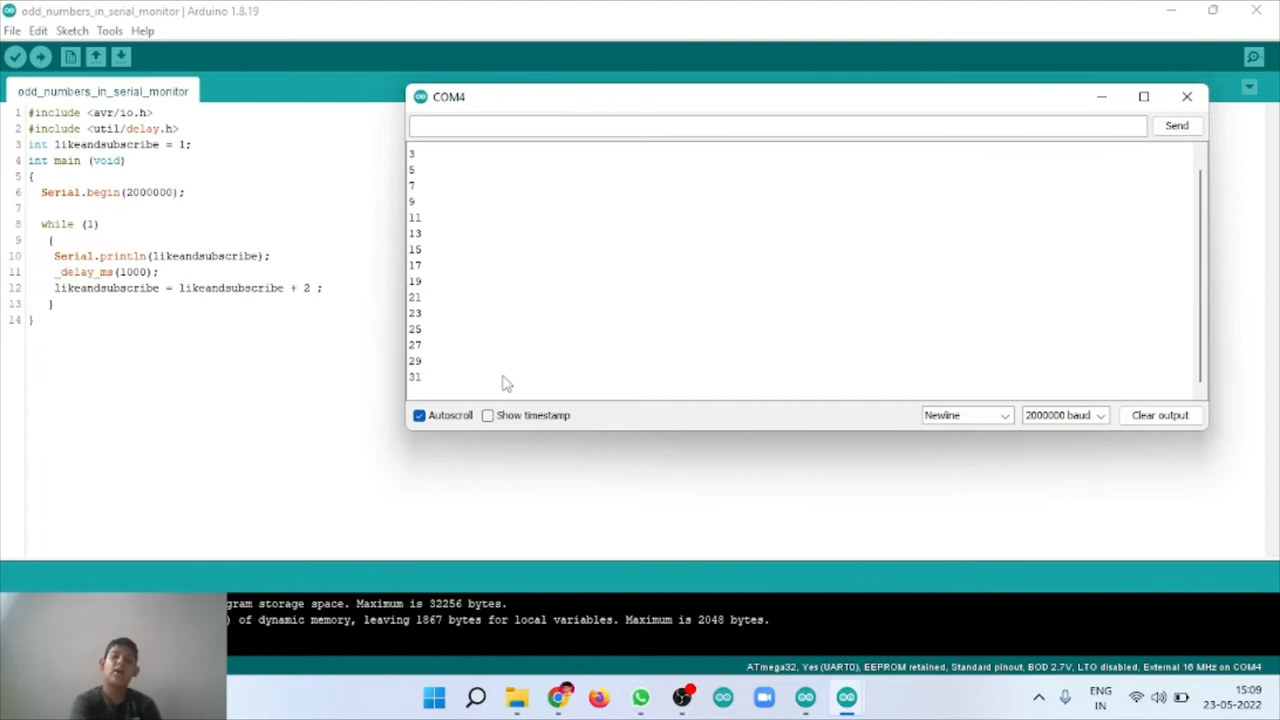 odd_numbers_in_serial_monitor | Arduino 1.8.19
File Edit Sketch Tools Help
odd_numbers_in_serial_monitor
1 #include <avr/io.h>
2 #include <util/delay.h>
3 int likeandsubscribe = 1;
4 int main (void)
5 {
6 Serial.begin(2000000);
7
8 while (1)
9 {
10 Serial.println(likeandsubscribe);
11 _delay_ms(1000);
12 likeandsubscribe = likeandsubscribe + 2 ;
13 }
14 }
COM4
Send
3
5
7
9
11
13
15
17
19
21
23
25
27
29
31
Autoscroll Show timestamp Newline 2000000 baud Clear output
gram storage space. Maximum is 32256 bytes.
) of dynamic memory, leaving 1867 bytes for local variables. Maximum is 2048 bytes.
ATmega32, Yes (UART0), EEPROM retained, Standard pinout, BOD 2.7V, LTO disabled, External 16 MHz on COM4
ENG 15:09
IN 23-05-2022